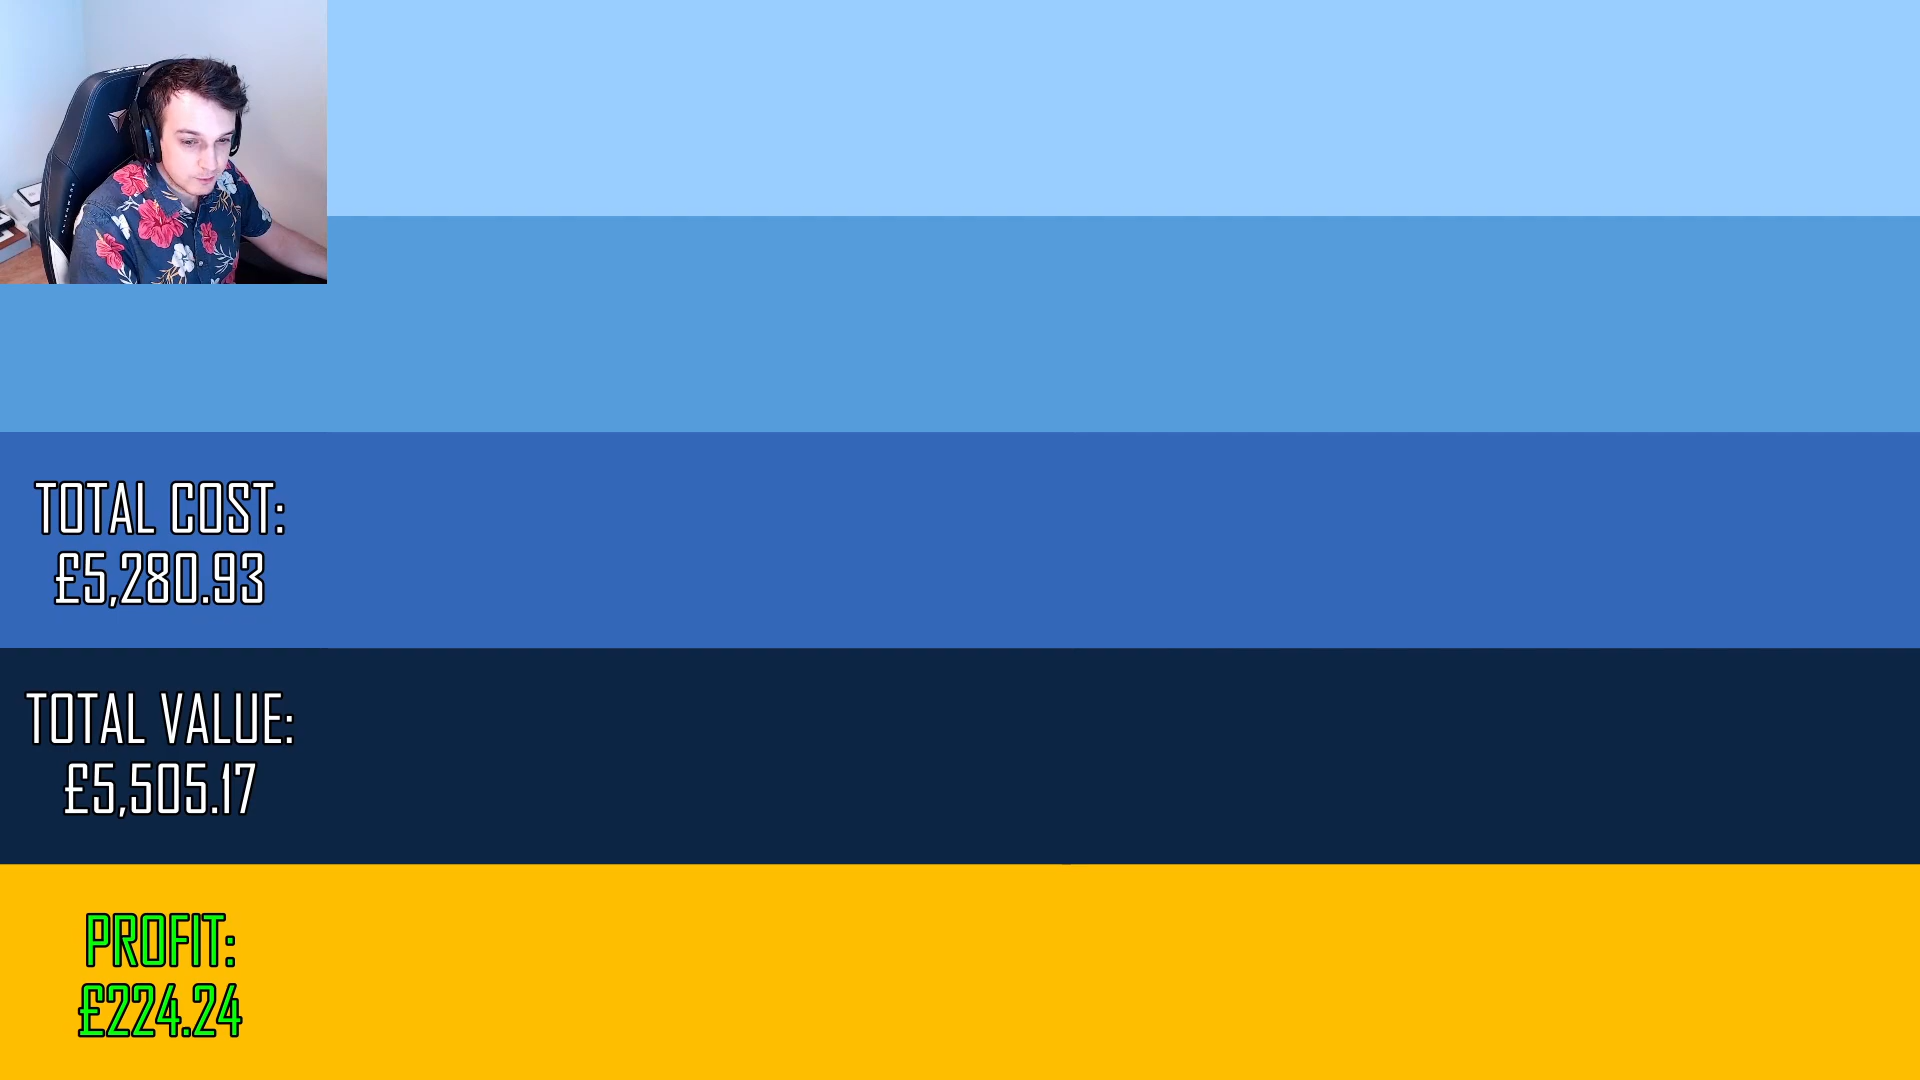 TOTAL COST:
£5,280.93
TOTAL VALUE:
£5,505.17
PROFIT:
£224.24